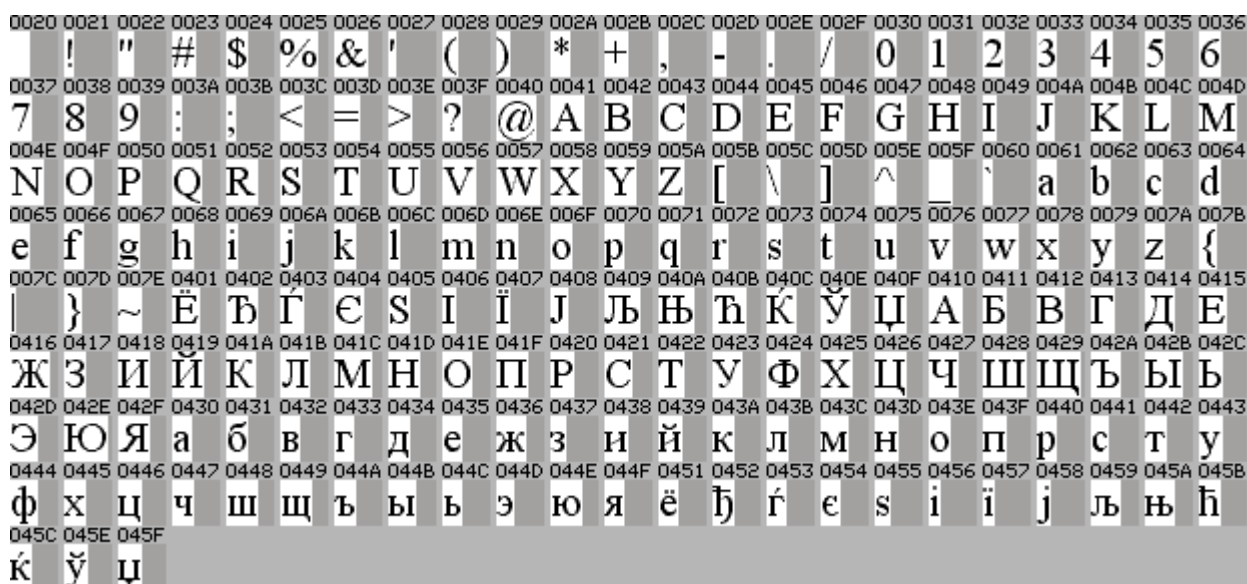 0020 0021 0022 0023 0024 0025 0026 0027 0028 0029 002A 002B 002C 002D 002E 002F 0030 0031 0032 0033 0034 0035 0036
! " # $ % & ' ( ) * + , - . / 0 1 2 3 4 5 6
0037 0038 0039 003A 003B 003C 003D 003E 003F 0040 0041 0042 0043 0044 0045 0046 0047 0048 0049 004A 004B 004C 004D
7 8 9 : ; < = > ? @ A B C D E F G H I J K L M
004E 004F 0050 0051 0052 0053 0054 0055 0056 0057 0058 0059 005A 005B 005C 005D 005E 005F 0060 0061 0062 0063 0064
N O P Q R S T U V W X Y Z [ \ ] ^ _ ` a b c d
0065 0066 0067 0068 0069 006A 006B 006C 006D 006E 006F 0070 0071 0072 0073 0074 0075 0076 0077 0078 0079 007A 007B
e f g h i j k l m n o p q r s t u v w x y z {
007C 007D 007E 0401 0402 0403 0404 0405 0406 0407 0408 0409 040A 040B 040C 040E 040F 0410 0411 0412 0413 0414 0415
| } ~ Ё Ђ Ѓ Є Ѕ І Ї Ј Љ Њ Ћ Ќ Ў Џ А Б В Г Д Е
0416 0417 0418 0419 041A 041B 041C 041D 041E 041F 0420 0421 0422 0423 0424 0425 0426 0427 0428 0429 042A 042B 042C
Ж З И Й К Л М Н О П Р С Т У Ф Х Ц Ч Ш Щ Ъ Ы Ь
042D 042E 042F 0430 0431 0432 0433 0434 0435 0436 0437 0438 0439 043A 043B 043C 043D 043E 043F 0440 0441 0442 0443
Э Ю Я а б в г д е ж з и й к л м н о п р с т у
0444 0445 0446 0447 0448 0449 044A 044B 044C 044D 044E 044F 0451 0452 0453 0454 0455 0456 0457 0458 0459 045A 045B
ф х ц ч ш щ ъ ы ь э ю я ё ђ ѓ є ѕ і ї ј љ њ ћ
045C 045E 045F
ќ ў џ